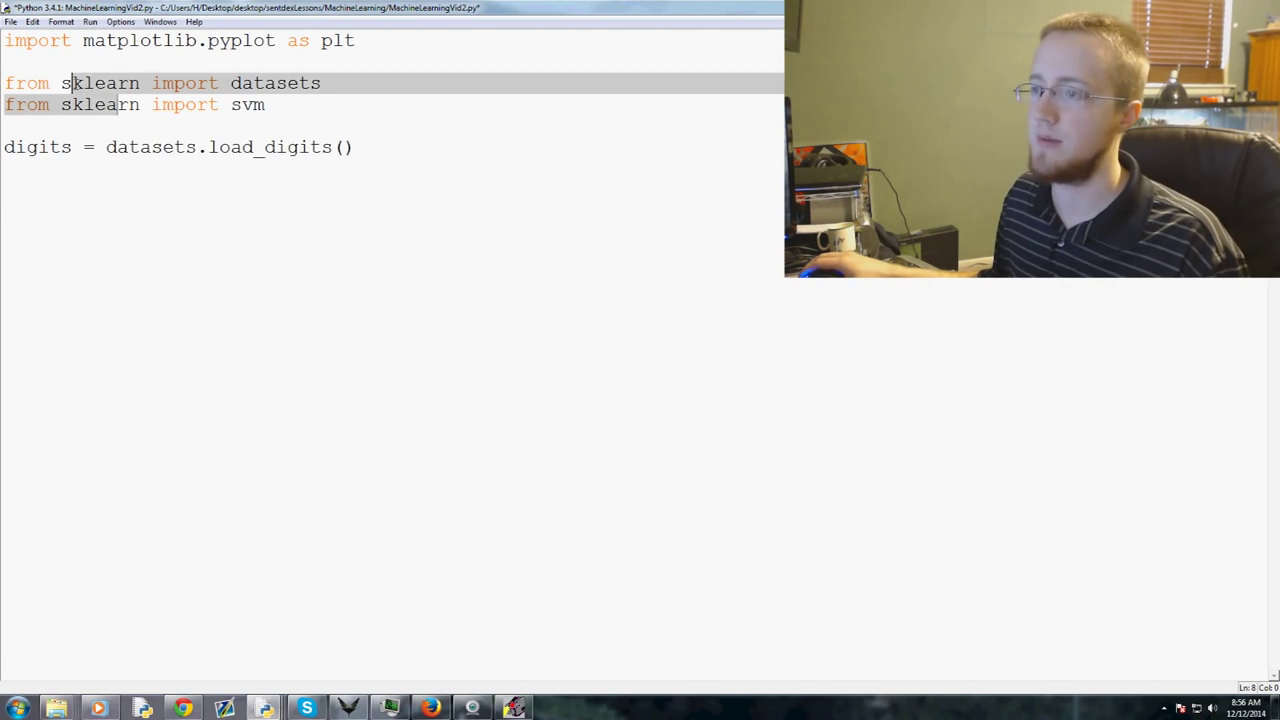 *Python 3.4.1: MachineLearningVid2.py - C:/Users/H/Desktop/desktop/sentdexLessons/MachineLearning/MachineLearningVid2.py*
File Edit Format Run Options Windows Help
import matplotlib.pyplot as plt
from sklearn import datasets
from sklearn import svm
digits = datasets.load_digits()
Ln: 8 Col: 0
8:56 AM
12/12/2014